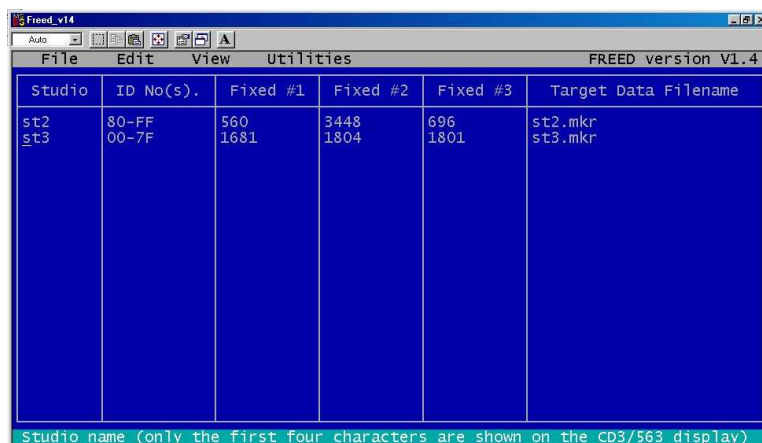 Freed_v14
Auto A
File Edit View Utilities FREED version V1.4
Studio ID No(s). Fixed #1 Fixed #2 Fixed #3 Target Data Filename
st2 80-FF 560 3448 696 st2.mkr
st3 00-7F 1681 1804 1801 st3.mkr
Studio name (only the first four characters are shown on the CD3/563 display)